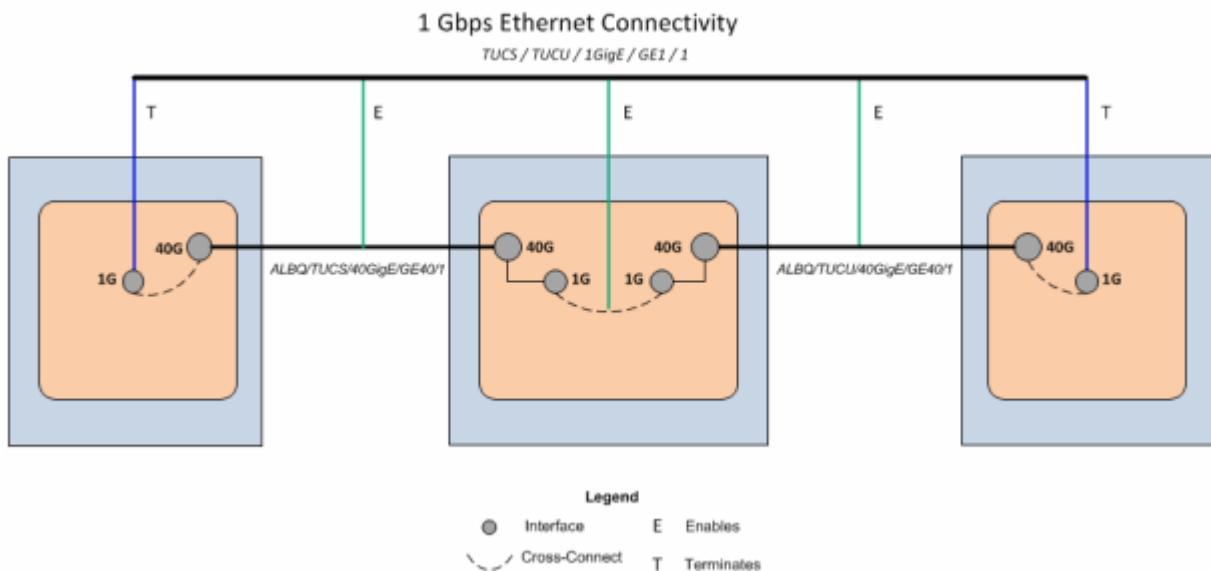 1 Gbps Ethernet Connectivity
TUCS / TUCU / 1GigE / GE1 / 1
T
E
E
E
T
40G
1G
ALBQ/TUCS/40GigE/GE40/1
40G
40G
1G
1G
ALBQ/TUCU/40GigE/GE40/1
40G
1G
Legend
Interface
E Enables
Cross-Connect
T Terminates